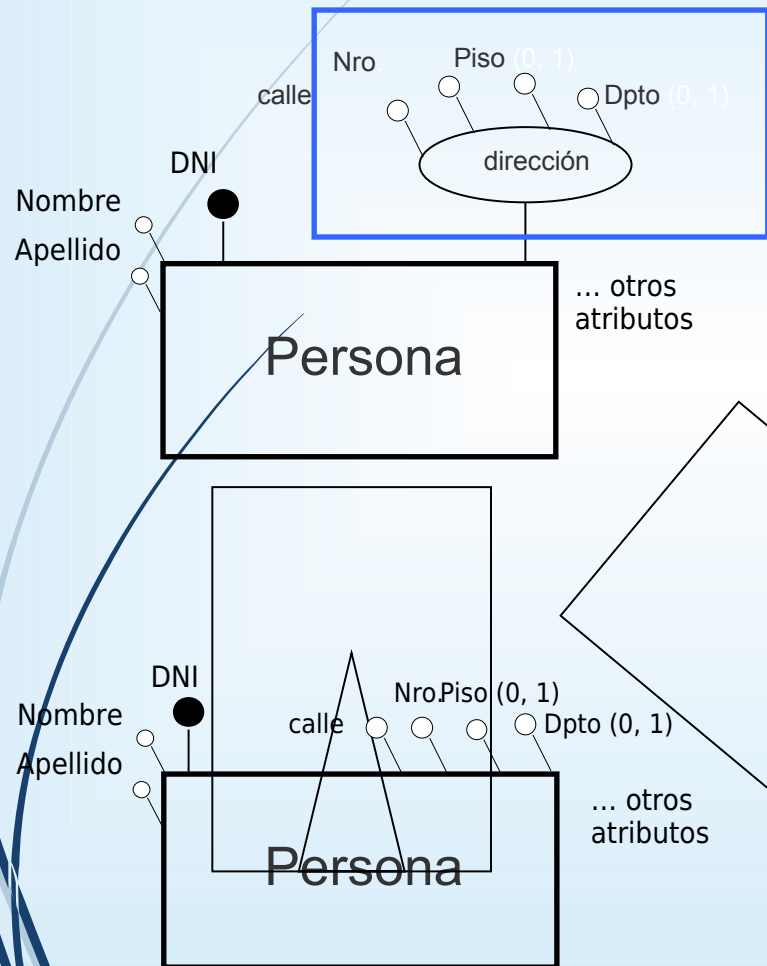 Nro.
Piso (0, 1)
calle
Dpto (0, 1)
dirección
DNI
Nombre
Apellido
... otros
atributos
Persona
DNI
Nro.Piso (0, 1)
Nombre
calle
Dpto (0, 1)
Apellido
... otros
atributos
Persona